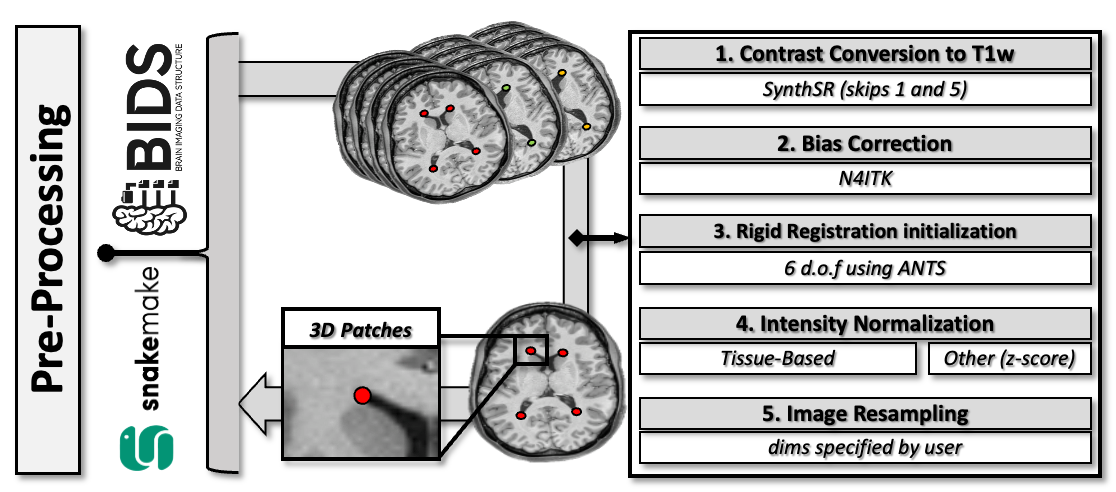 Pre-Processing
BIDS
BRAIN IMAGING DATA STRUCTURE
snakemake
3D Patches
1. Contrast Conversion to T1w
SynthSR (skips 1 and 5)
2. Bias Correction
N4ITK
3. Rigid Registration initialization
6 d.o.f using ANTS
4. Intensity Normalization
Tissue-Based
Other (z-score)
5. Image Resampling
dims specified by user